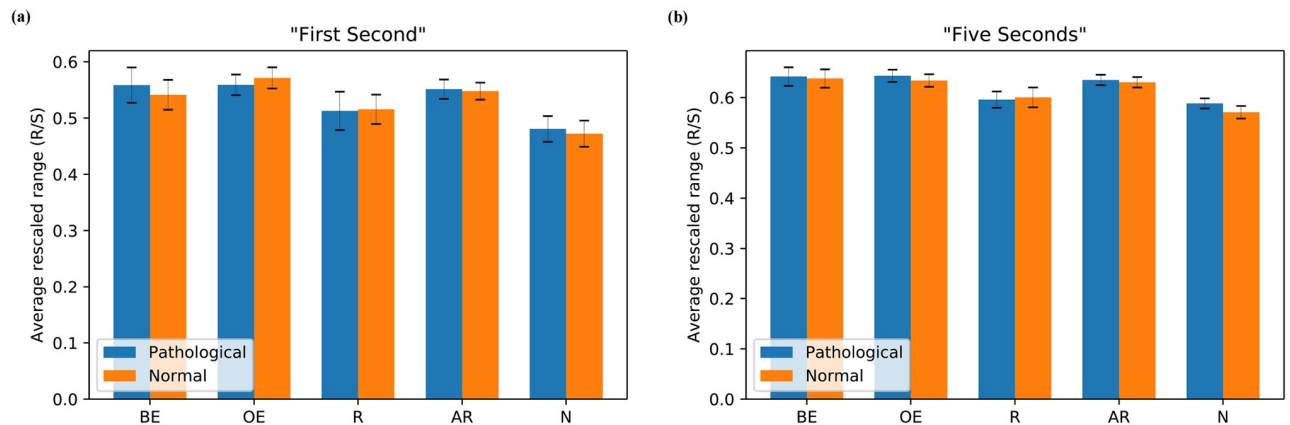 (a)
"First Second"
Average rescaled range (R/S)
0.6
0.5
0.4
0.3
0.2
0.1
0.0
Pathological
Normal
BE OE R AR N
(b)
"Five Seconds"
Average rescaled range (R/S)
0.6
0.5
0.4
0.3
0.2
0.1
0.0
Pathological
Normal
BE OE R AR N